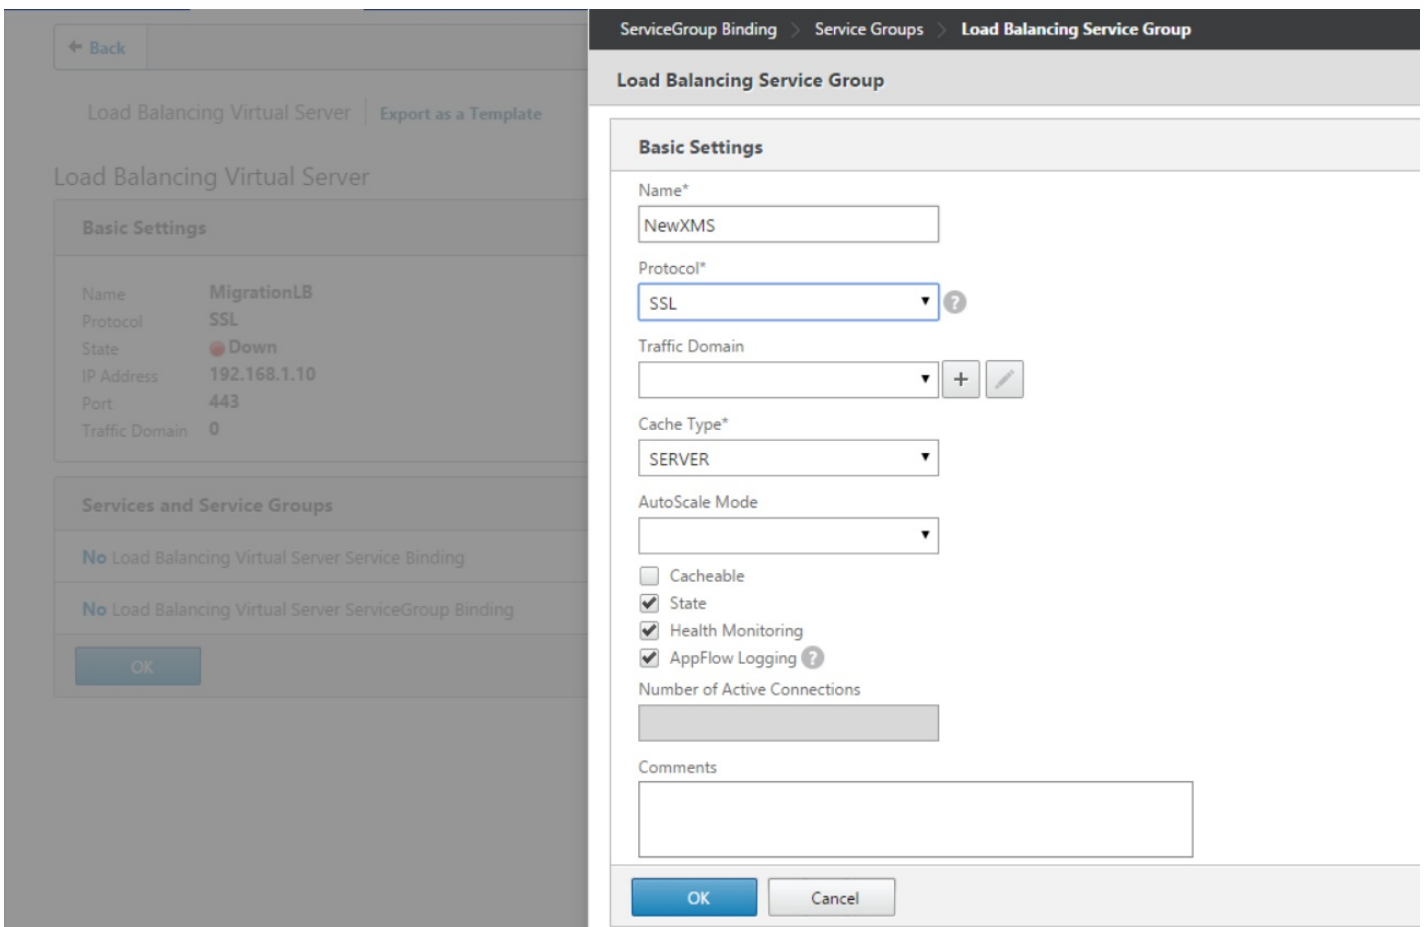 Back
Load Balancing Virtual Server
Export as a Template
Load Balancing Virtual Server
Basic Settings
Name MigrationLB
Protocol SSL
State Down
IP Address 192.168.1.10
Port 443
Traffic Domain 0
Services and Service Groups
No Load Balancing Virtual Server Service Binding
No Load Balancing Virtual Server ServiceGroup Binding
OK
ServiceGroup Binding > Service Groups > Load Balancing Service Group
Load Balancing Service Group
Basic Settings
Name*
NewXMS
Protocol*
SSL
?
Traffic Domain
+
Cache Type*
SERVER
AutoScale Mode
Cacheable
State
Health Monitoring
AppFlow Logging ?
Number of Active Connections
Comments
OK
Cancel